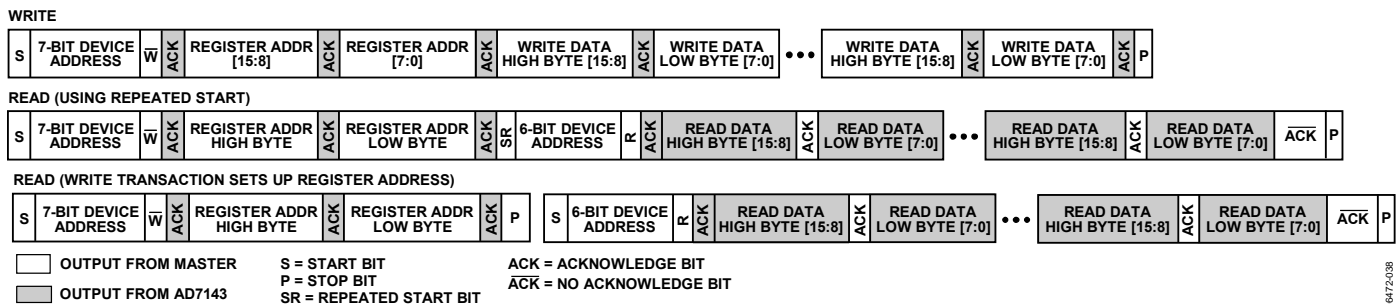 WRITE
S 7-BIT DEVICE ADDRESS W̅ ACK REGISTER ADDR [15:8] ACK REGISTER ADDR [7:0] ACK WRITE DATA HIGH BYTE [15:8] ACK WRITE DATA LOW BYTE [7:0] ••• WRITE DATA HIGH BYTE [15:8] ACK WRITE DATA LOW BYTE [7:0] ACK P
READ (USING REPEATED START)
S 7-BIT DEVICE ADDRESS W̅ ACK REGISTER ADDR HIGH BYTE ACK REGISTER ADDR LOW BYTE ACK SR 6-BIT DEVICE ADDRESS R ACK READ DATA HIGH BYTE [15:8] ACK READ DATA LOW BYTE [7:0] ••• READ DATA HIGH BYTE [15:8] ACK READ DATA LOW BYTE [7:0] A̅C̅K̅ P
READ (WRITE TRANSACTION SETS UP REGISTER ADDRESS)
S 7-BIT DEVICE ADDRESS W̅ ACK REGISTER ADDR HIGH BYTE ACK REGISTER ADDR LOW BYTE ACK P S 6-BIT DEVICE ADDRESS R ACK READ DATA HIGH BYTE [15:8] ACK READ DATA LOW BYTE [7:0] ••• READ DATA HIGH BYTE [15:8] ACK READ DATA LOW BYTE [7:0] A̅C̅K̅ P
OUTPUT FROM MASTER
OUTPUT FROM AD7143
S = START BIT
P = STOP BIT
SR = REPEATED START BIT
ACK = ACKNOWLEDGE BIT
A̅C̅K̅ = NO ACKNOWLEDGE BIT
6472-038